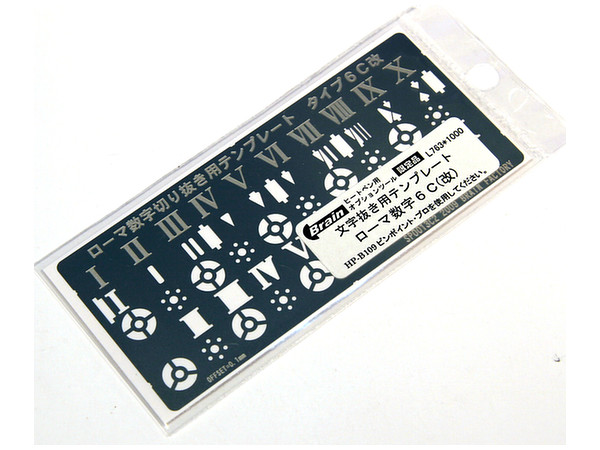 ローマ数字切り抜き用テンプレート タイプ6C改
I II III IV V VI VII VIII IX X
Brain
ヒートペン用
オプションツール
限定品
L763*1000
文字抜き用テンプレート
ローマ数字6C(改)
HP-B109 ピンポイント・プロを使用してください。
2009 BRAIN FACTORY
OFFSET=0.1mm